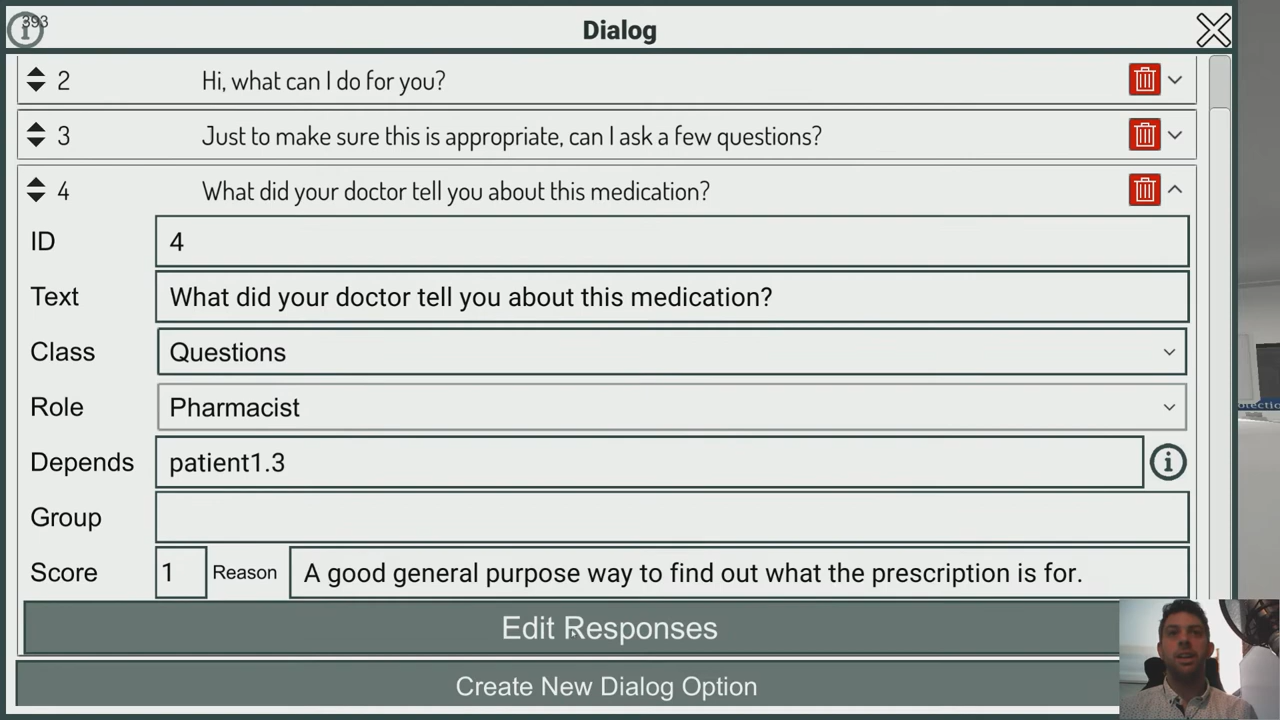 393
Dialog
2 Hi, what can I do for you?
3 Just to make sure this is appropriate, can I ask a few questions?
4 What did your doctor tell you about this medication?
ID 4
Text What did your doctor tell you about this medication?
Class Questions
Role Pharmacist
Depends patient1.3
Group
Score 1 Reason A good general purpose way to find out what the prescription is for.
Edit Responses
Create New Dialog Option